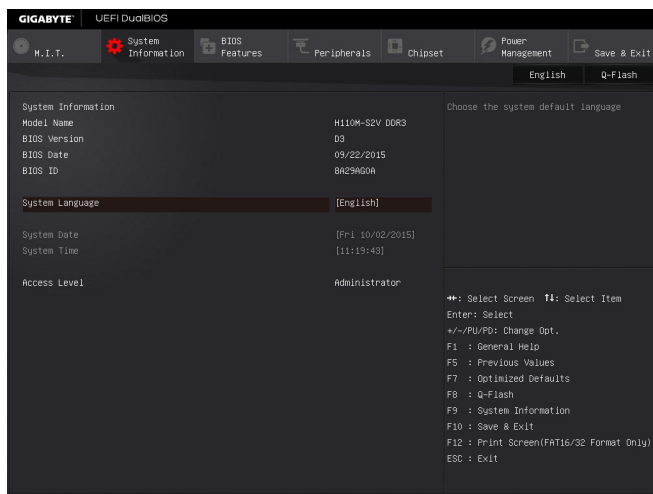 GIGABYTE™ UEFI DualBIOS
M.I.T. System Information BIOS Features Peripherals Chipset Power Management Save & Exit
English Q-Flash
System Information
Model Name H110M-S2V DDR3
BIOS Version D3
BIOS Date 09/22/2015
BIOS ID 8A29AG0A
System Language [English]
System Date [Fri 10/02/2015]
System Time [11:19:43]
Access Level Administrator
Choose the system default language
→←: Select Screen ↑↓: Select Item
Enter: Select
+/-/PU/PD: Change Opt.
F1 : General Help
F5 : Previous Values
F7 : Optimized Defaults
F8 : Q-Flash
F9 : System Information
F10 : Save & Exit
F12 : Print Screen(FAT16/32 Format Only)
ESC : Exit